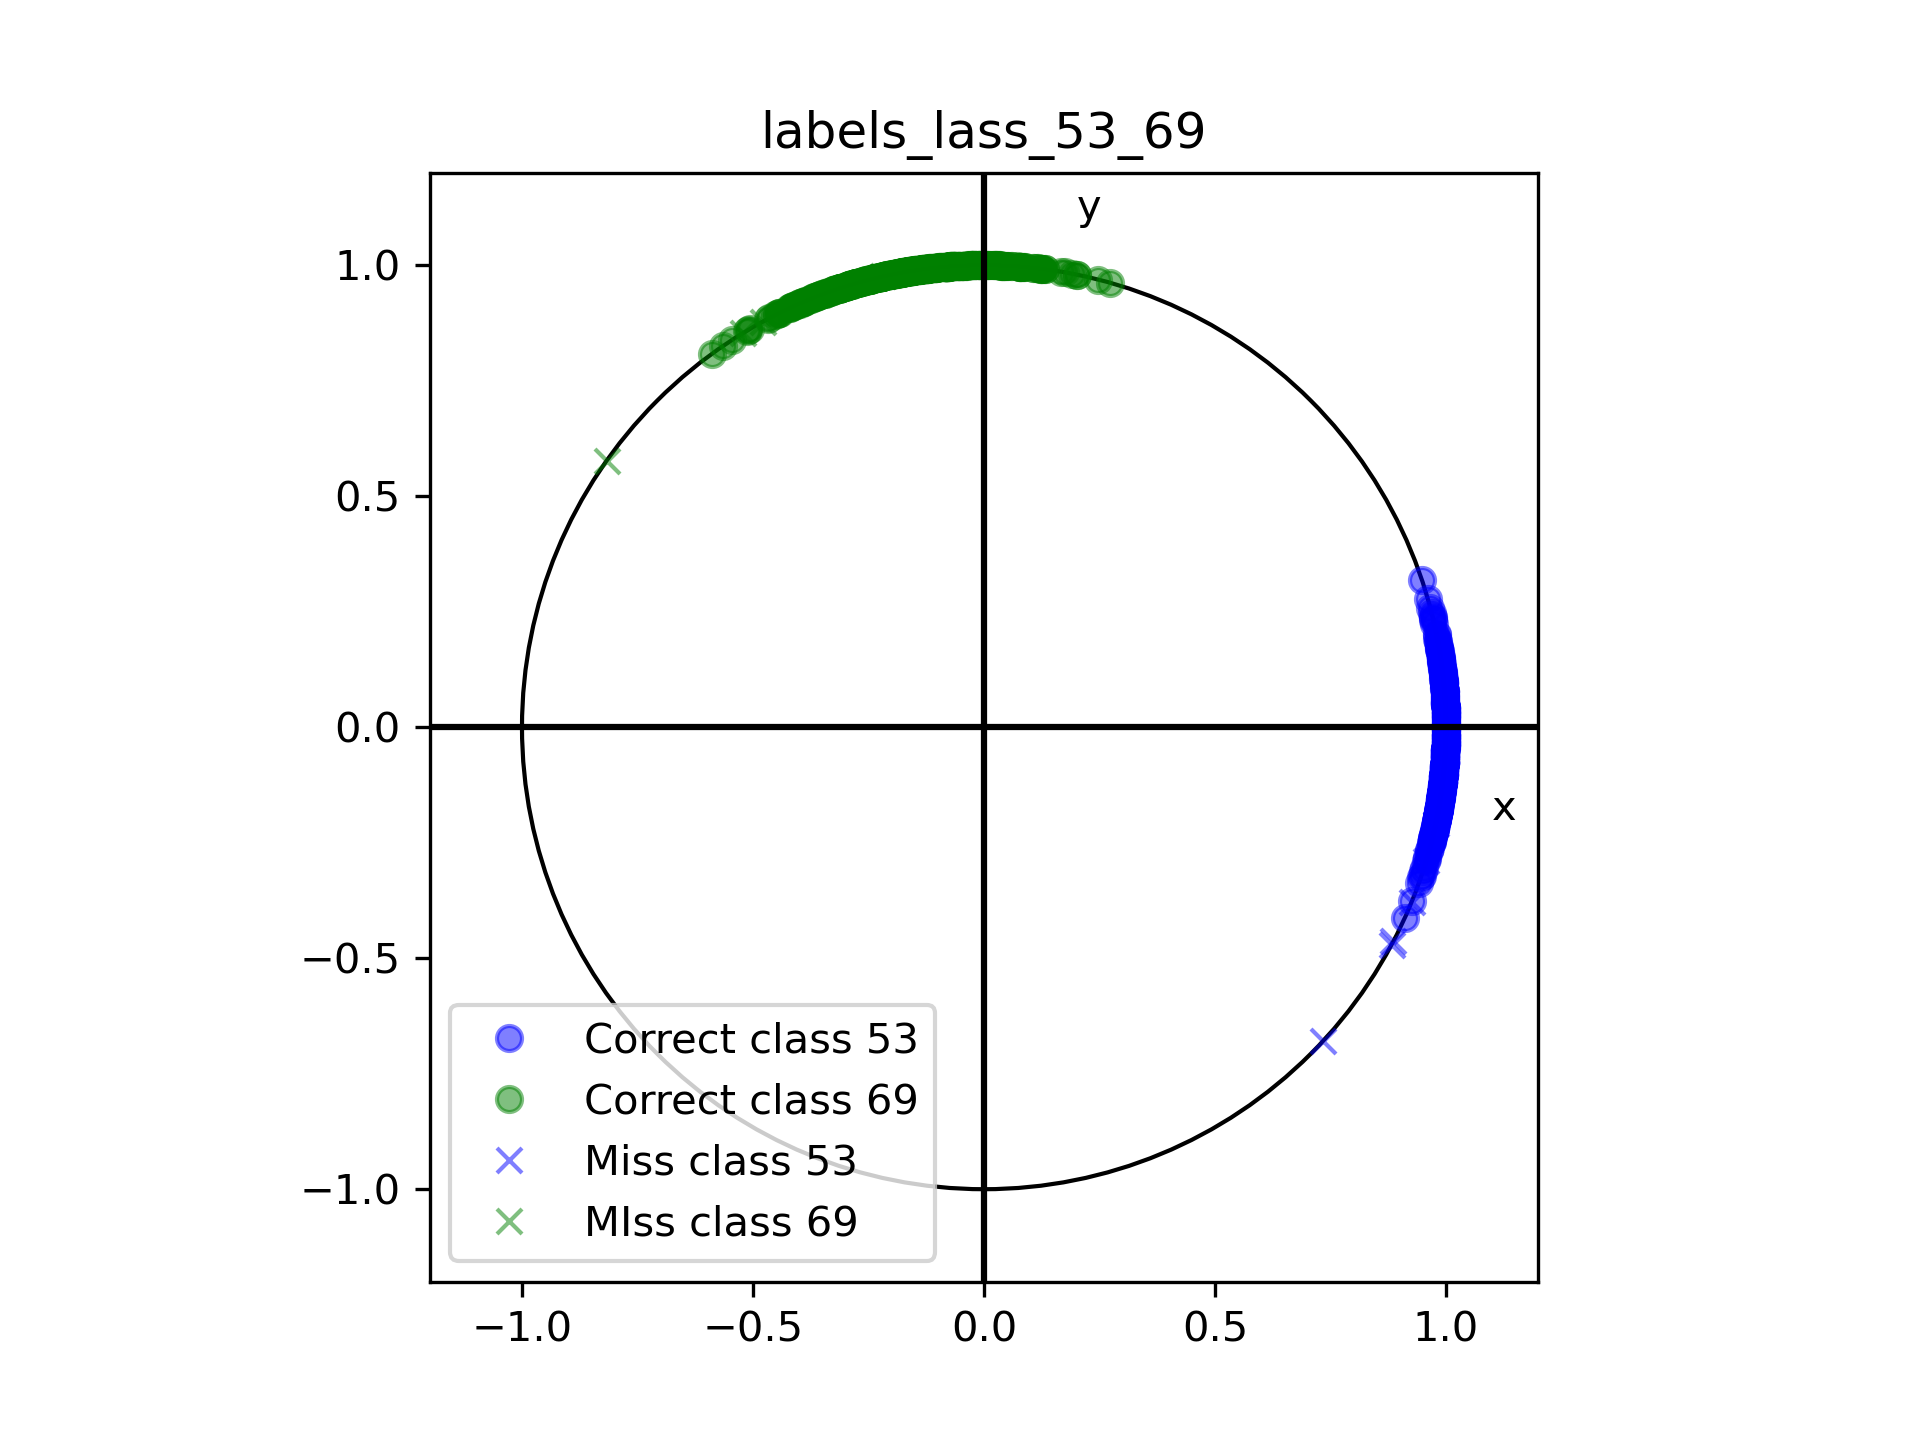 labels_lass_53_69
y
1.0
0.5
0.0
x
−0.5
−1.0
Correct class 53
Correct class 69
Miss class 53
MIss class 69
−1.0 −0.5 0.0 0.5 1.0